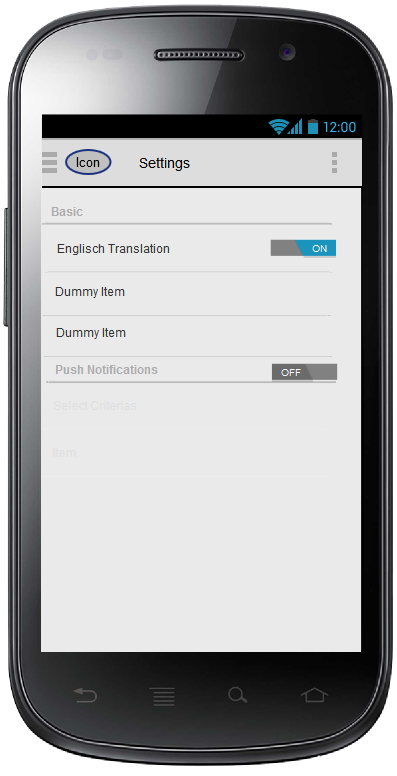 12:00
Icon Settings
Basic
Englisch Translation ON
Dummy Item
Dummy Item
Push Notifications OFF
Select Criterias
Item